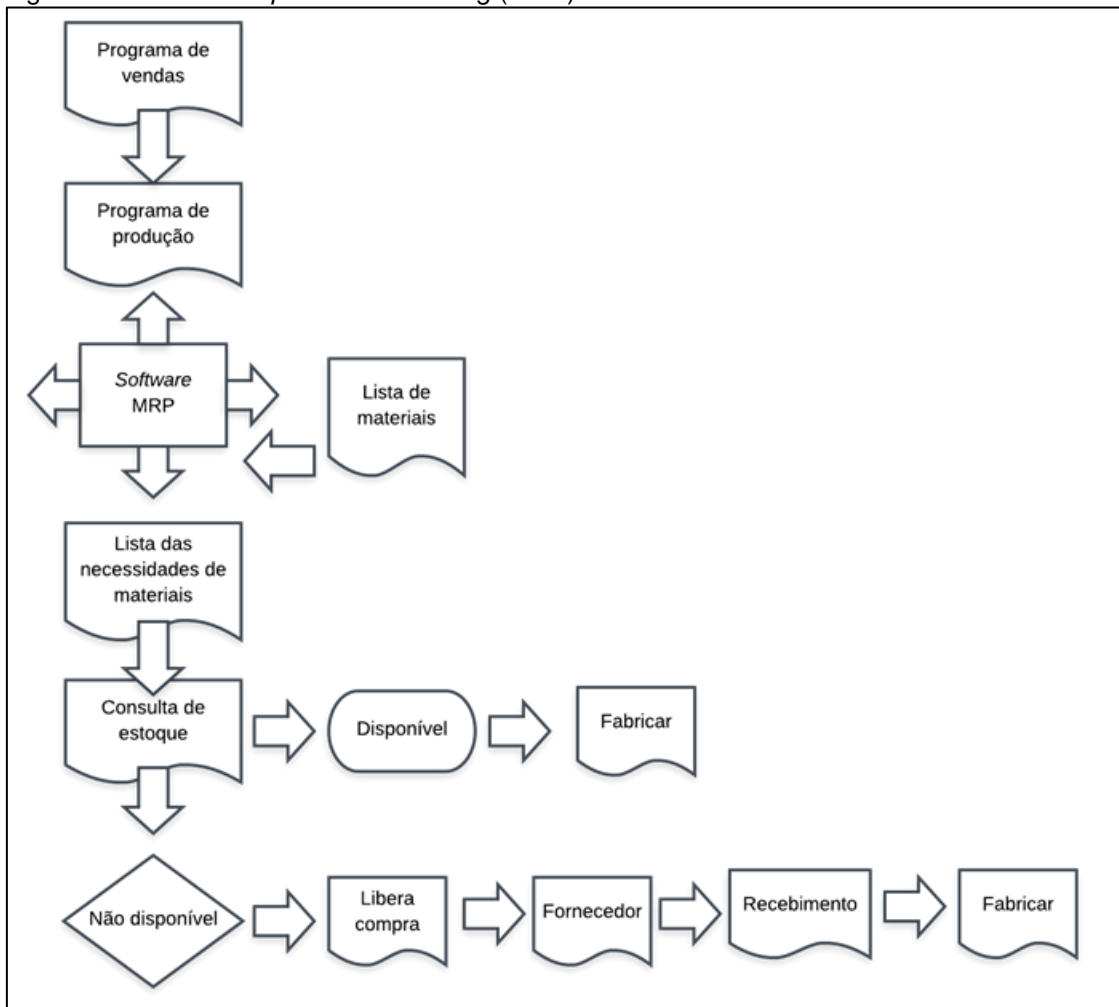 Programa de
vendas
Programa de
produção
Software
MRP
Lista de
materiais
Lista das
necessidades de
materiais
Consulta de
estoque
Disponível
Fabricar
Não disponível
Libera
compra
Fornecedor
Recebimento
Fabricar